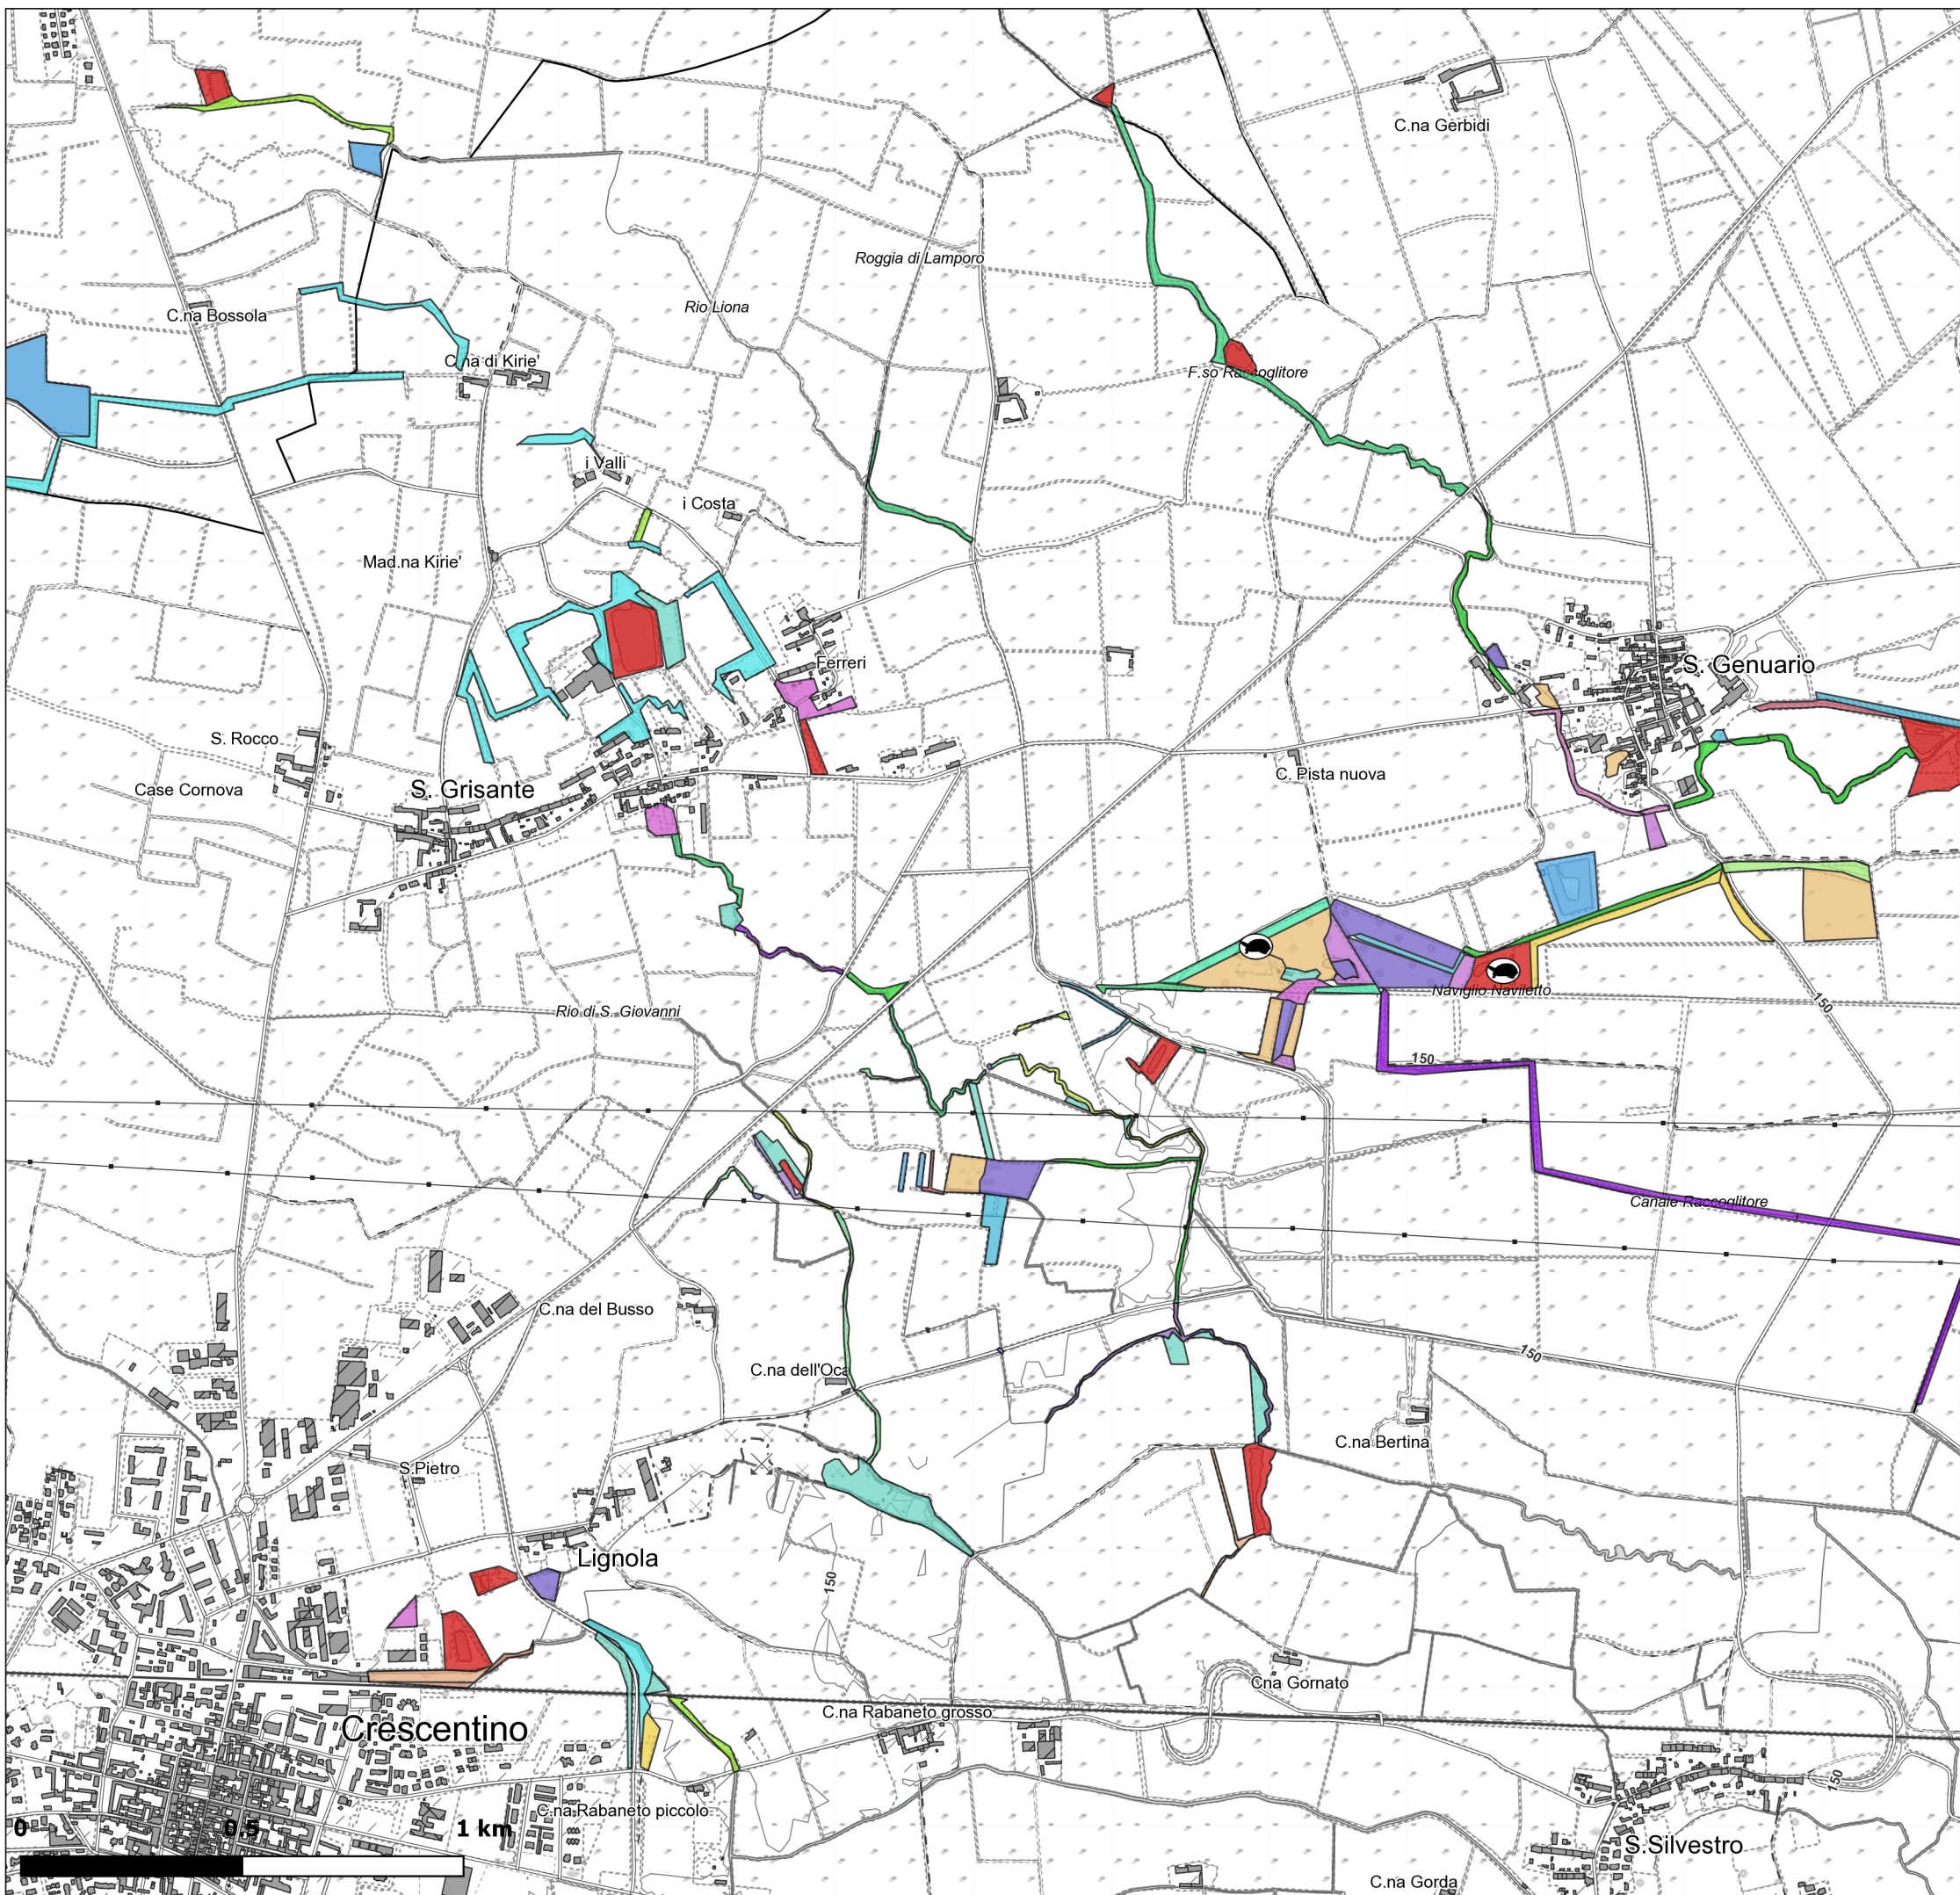 C.na Gerbidi
Roggia di Lamporo
Rio Liona
C.na Bossola
C.na di Kirie'
F.so Raccoglitore
i Valli
i Costa
Mad.na Kirie'
Ferreri
S. Genuario
S. Rocco
C. Pista nuova
Case Cornova
S. Grisante
Naviglio Navilerto
150
Rio di S. Giovanni
150
Canale Raccoglitore
C.na del Busso
150
C.na dell'Oca
C.na Bertina
S.Pietro
Lignola
150
Cna Gornato
C.na Rabaneto grosso
Crescentino
150
C.na Rabaneto piccolo
0 0.5 1 km
S.Silvestro
C.na Gorda